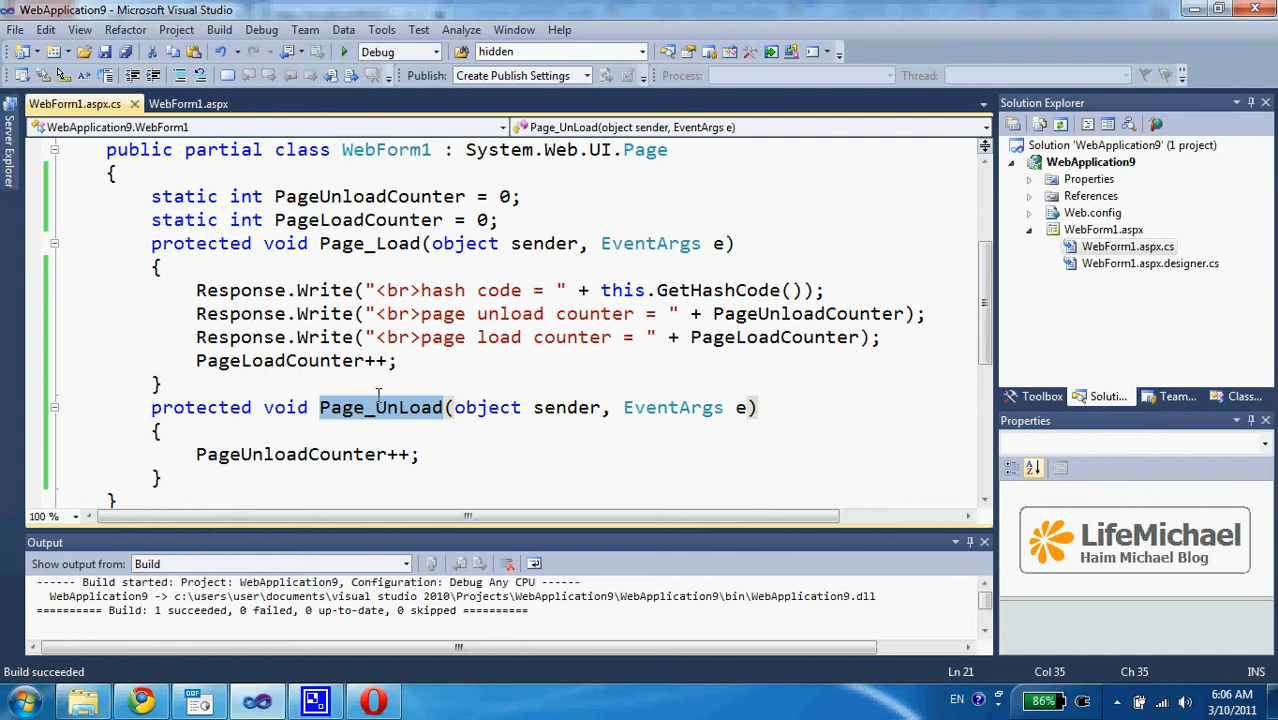 WebApplication9 - Microsoft Visual Studio
File Edit View Refactor Project Build Debug Team Data Tools Test Analyze Window Help
Debug hidden
Publish: Create Publish Settings Process: Thread:
WebForm1.aspx.cs WebForm1.aspx
WebApplication9.WebForm1 Page_UnLoad(object sender, EventArgs e)
Server Explorer
public partial class WebForm1 : System.Web.UI.Page
{
static int PageUnloadCounter = 0;
static int PageLoadCounter = 0;
protected void Page_Load(object sender, EventArgs e)
{
Response.Write("<br>hash code = " + this.GetHashCode());
Response.Write("<br>page unload counter = " + PageUnloadCounter);
Response.Write("<br>page load counter = " + PageLoadCounter);
PageLoadCounter++;
}
protected void Page_UnLoad(object sender, EventArgs e)
{
PageUnloadCounter++;
}
}
100 %
Solution Explorer
Solution 'WebApplication9' (1 project)
WebApplication9
Properties
References
Web.config
WebForm1.aspx
WebForm1.aspx.cs
WebForm1.aspx.designer.cs
Toolbox Soluti... Team... Class...
Properties
LifeMichael
Haim Michael Blog
Output
Show output from: Build
------ Build started: Project: WebApplication9, Configuration: Debug Any CPU ------
WebApplication9 -> c:\users\user\documents\visual studio 2010\Projects\WebApplication9\WebApplication9\bin\WebApplication9.dll
========== Build: 1 succeeded, 0 failed, 0 up-to-date, 0 skipped ==========
Build succeeded Ln 21 Col 35 Ch 35 INS
EN 86% 6:06 AM
3/10/2011